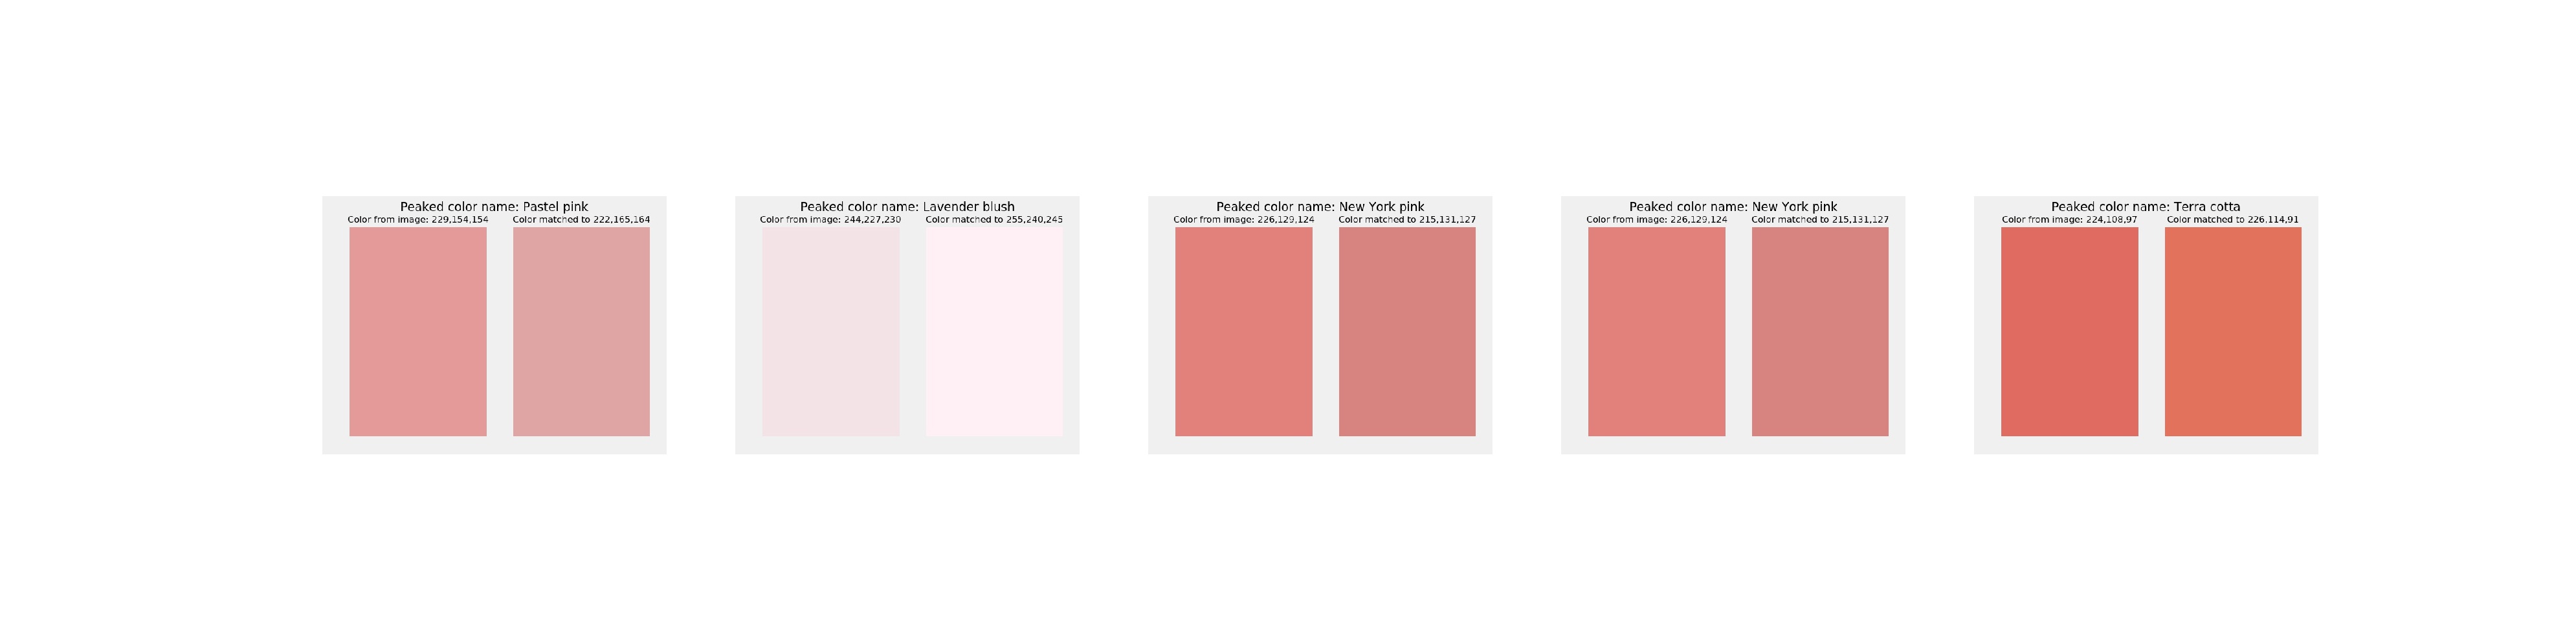 Peaked color name: Pastel pink
Color from image: 229,154,154
Color matched to 222,165,164
Peaked color name: Lavender blush
Color from image: 244,227,230
Color matched to 255,240,245
Peaked color name: New York pink
Color from image: 226,129,124
Color matched to 215,131,127
Peaked color name: New York pink
Color from image: 226,129,124
Color matched to 215,131,127
Peaked color name: Terra cotta
Color from image: 224,108,97
Color matched to 226,114,91